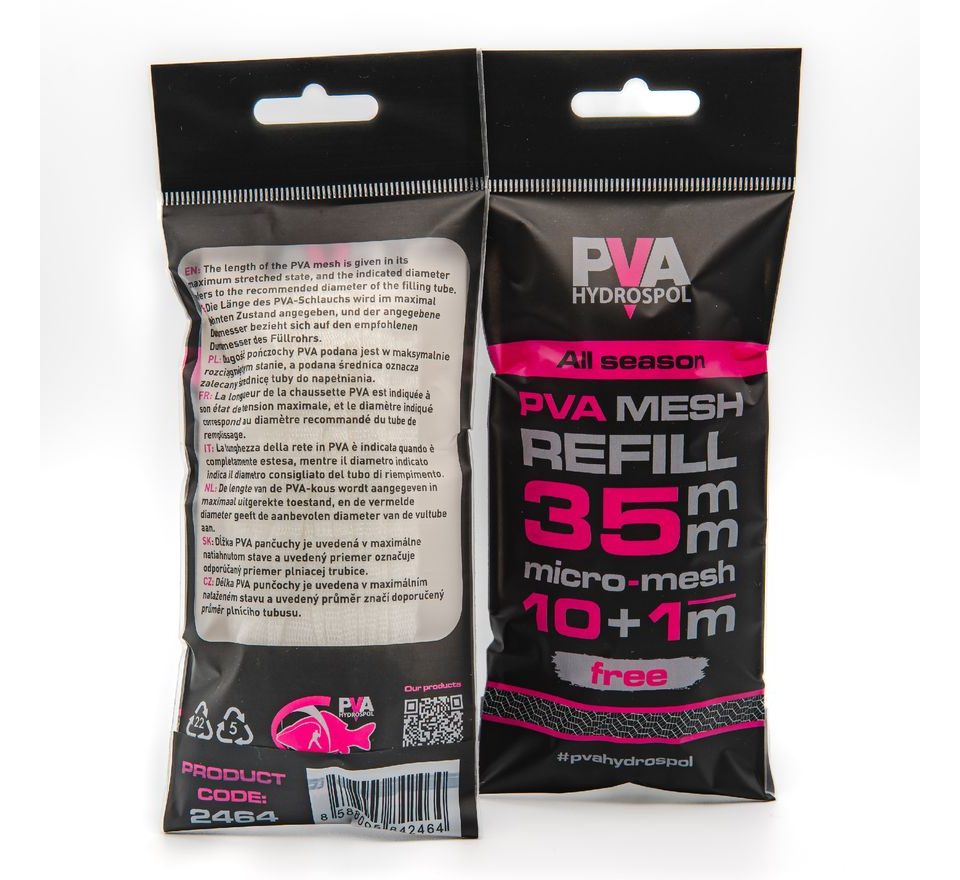 EN: The length of the PVA mesh is given in its
maximum stretched state, and the indicated diameter
to the recommended diameter of the filling tube.
Die Länge des PVA-Schlauchs wird im maximal
Zustand angegeben, und der angegebene
bezieht sich auf den empfohlenen
des Füllrohrs.
PL: pończochy PVA podana jest w maksymalnie
stanie, a podana średnica oznacza
zalecany średnicę tuby do napełniania.
FR: La longueur de la chaussette PVA est indiquée à
son état de tension maximale, et le diamètre indiqué
correspond au diamètre recommandé du tube de
remplissage.
IT: La lunghezza della rete in PVA è indicata quando è
completamente estesa, mentre il diametro indicato
indica il diametro consigliato del tubo di riempimento.
NL: De lengte van de PVA-kous wordt aangegeven in
maximaal uitgerekte toestand, en de vermelde
diameter geeft de aanbevolen diameter van de vultube
aan.
SK: Dĺžka PVA pančuchy je uvedená v maximálne
natiahnutom stave a uvedený priemer označuje
odporúčaný priemer plniacej trubice.
CZ: Délka PVA punčochy je uvedena v maximálním
nataženém stavu a uvedený průměr značí doporučený
průměr plnícího tubusu.
22
5
PVA
HYDROSPOL
Our products
PRODUCT
CODE:
2464
8 588005 842464
PVA
HYDROSPOL
All season
PVA MESH
REFILL
35mm
micro-mesh
10+1m
free
#pvahydrospol